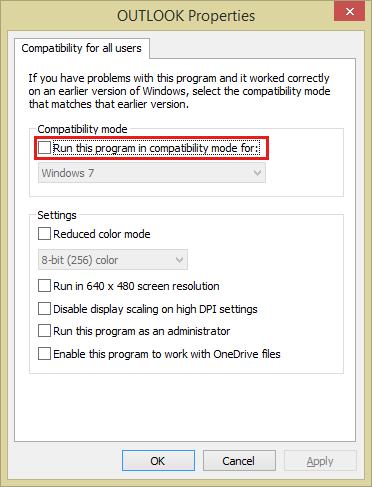 OUTLOOK Properties
Compatibility for all users
If you have problems with this program and it worked correctly
on an earlier version of Windows, select the compatibility mode
that matches that earlier version.
Compatibility mode
Run this program in compatibility mode for:
Windows 7
Settings
Reduced color mode
8-bit (256) color
Run in 640 x 480 screen resolution
Disable display scaling on high DPI settings
Run this program as an administrator
Enable this program to work with OneDrive files
OK
Cancel
Apply